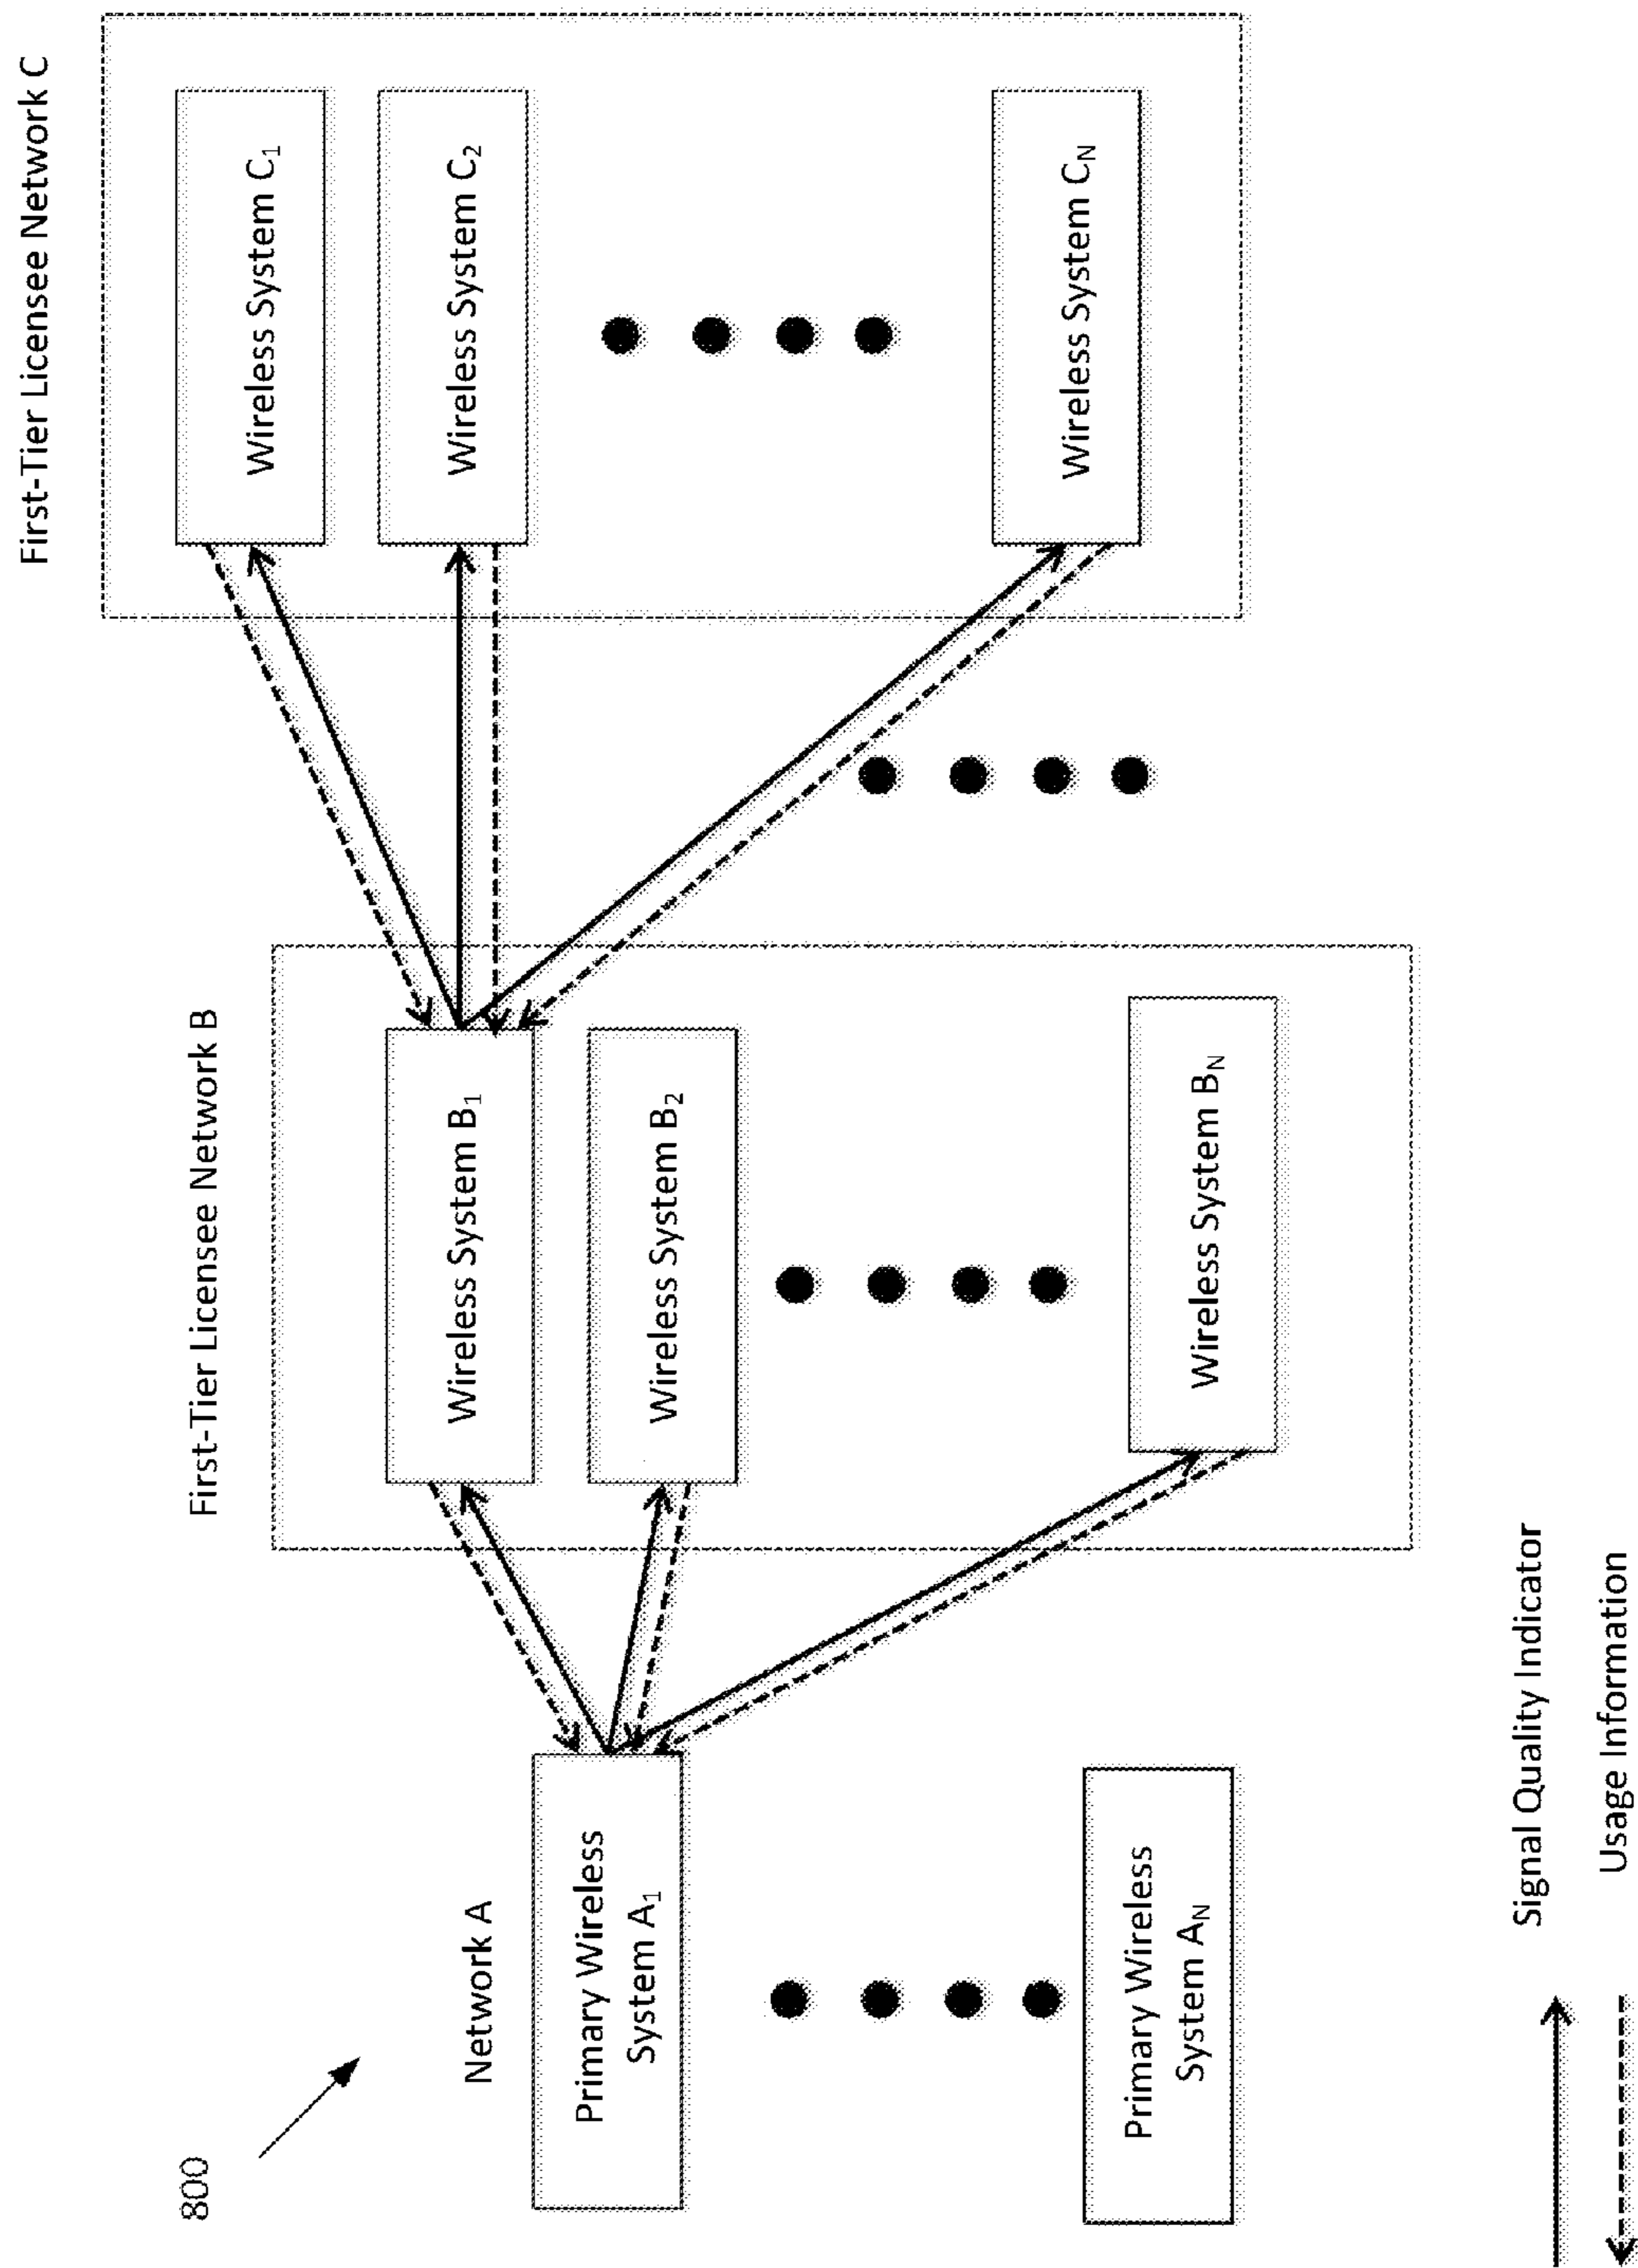 800
Network A
Primary Wireless
System A₁
Primary Wireless
System Aₙ
First-Tier Licensee Network B
Wireless System B₁
Wireless System B₂
Wireless System Bₙ
First-Tier Licensee Network C
Wireless System C₁
Wireless System C₂
Wireless System Cₙ
Signal Quality Indicator
Usage Information